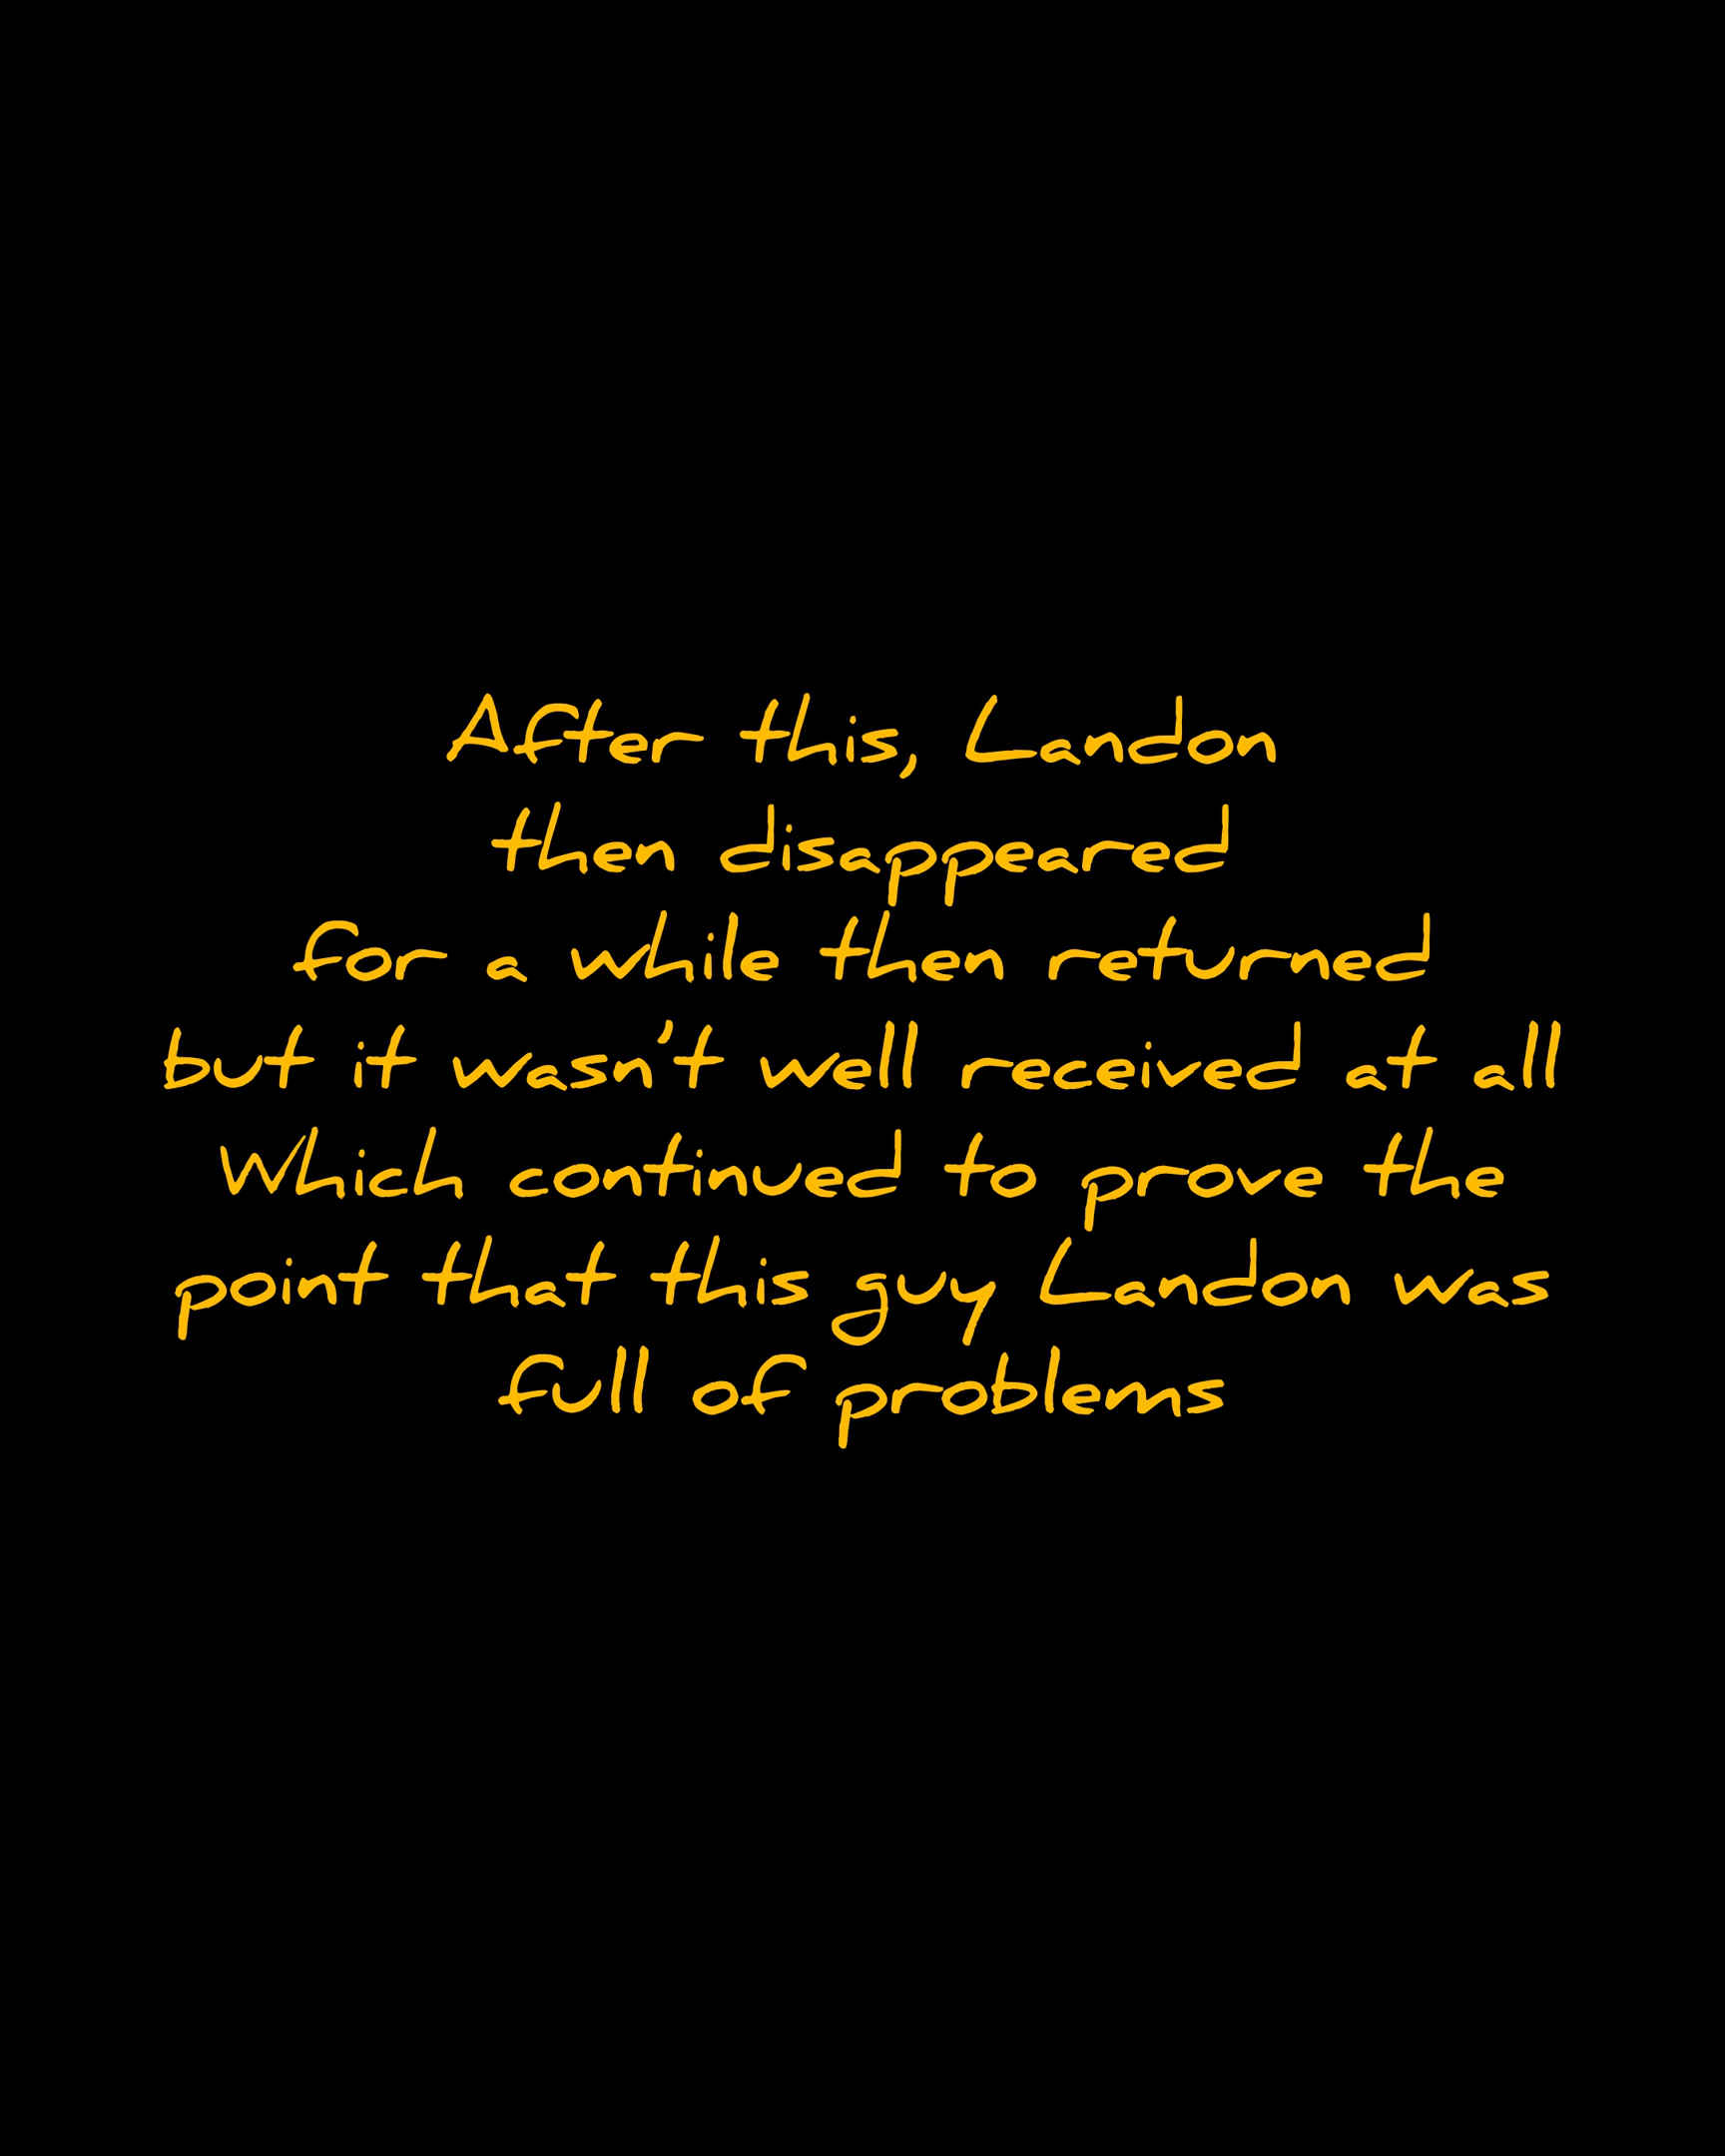 After this, Landon
then disappeared
for a while then returned
but it wasn't well received at all
Which continued to prove the
point that this guy Landon was
full of problems